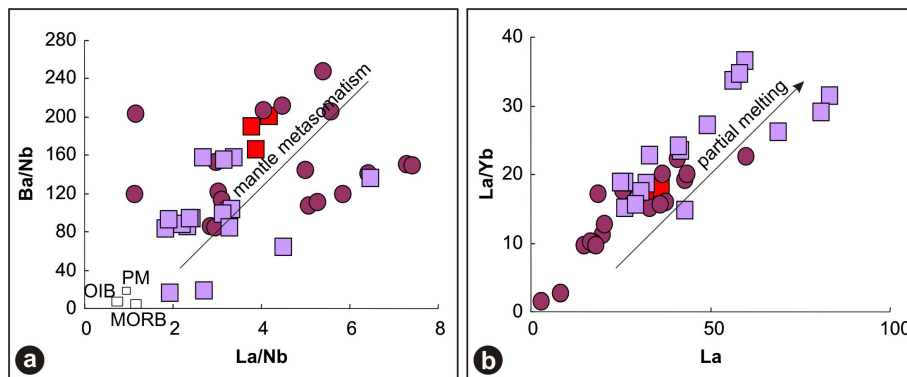 280
240
200
160
120
80
40
0
Ba/Nb
mantle metasomatism
OIB
PM
MORB
0 2 4 6 8
La/Nb
a
40
30
20
10
0
La/Yb
partial melting
0 50 100
La
b